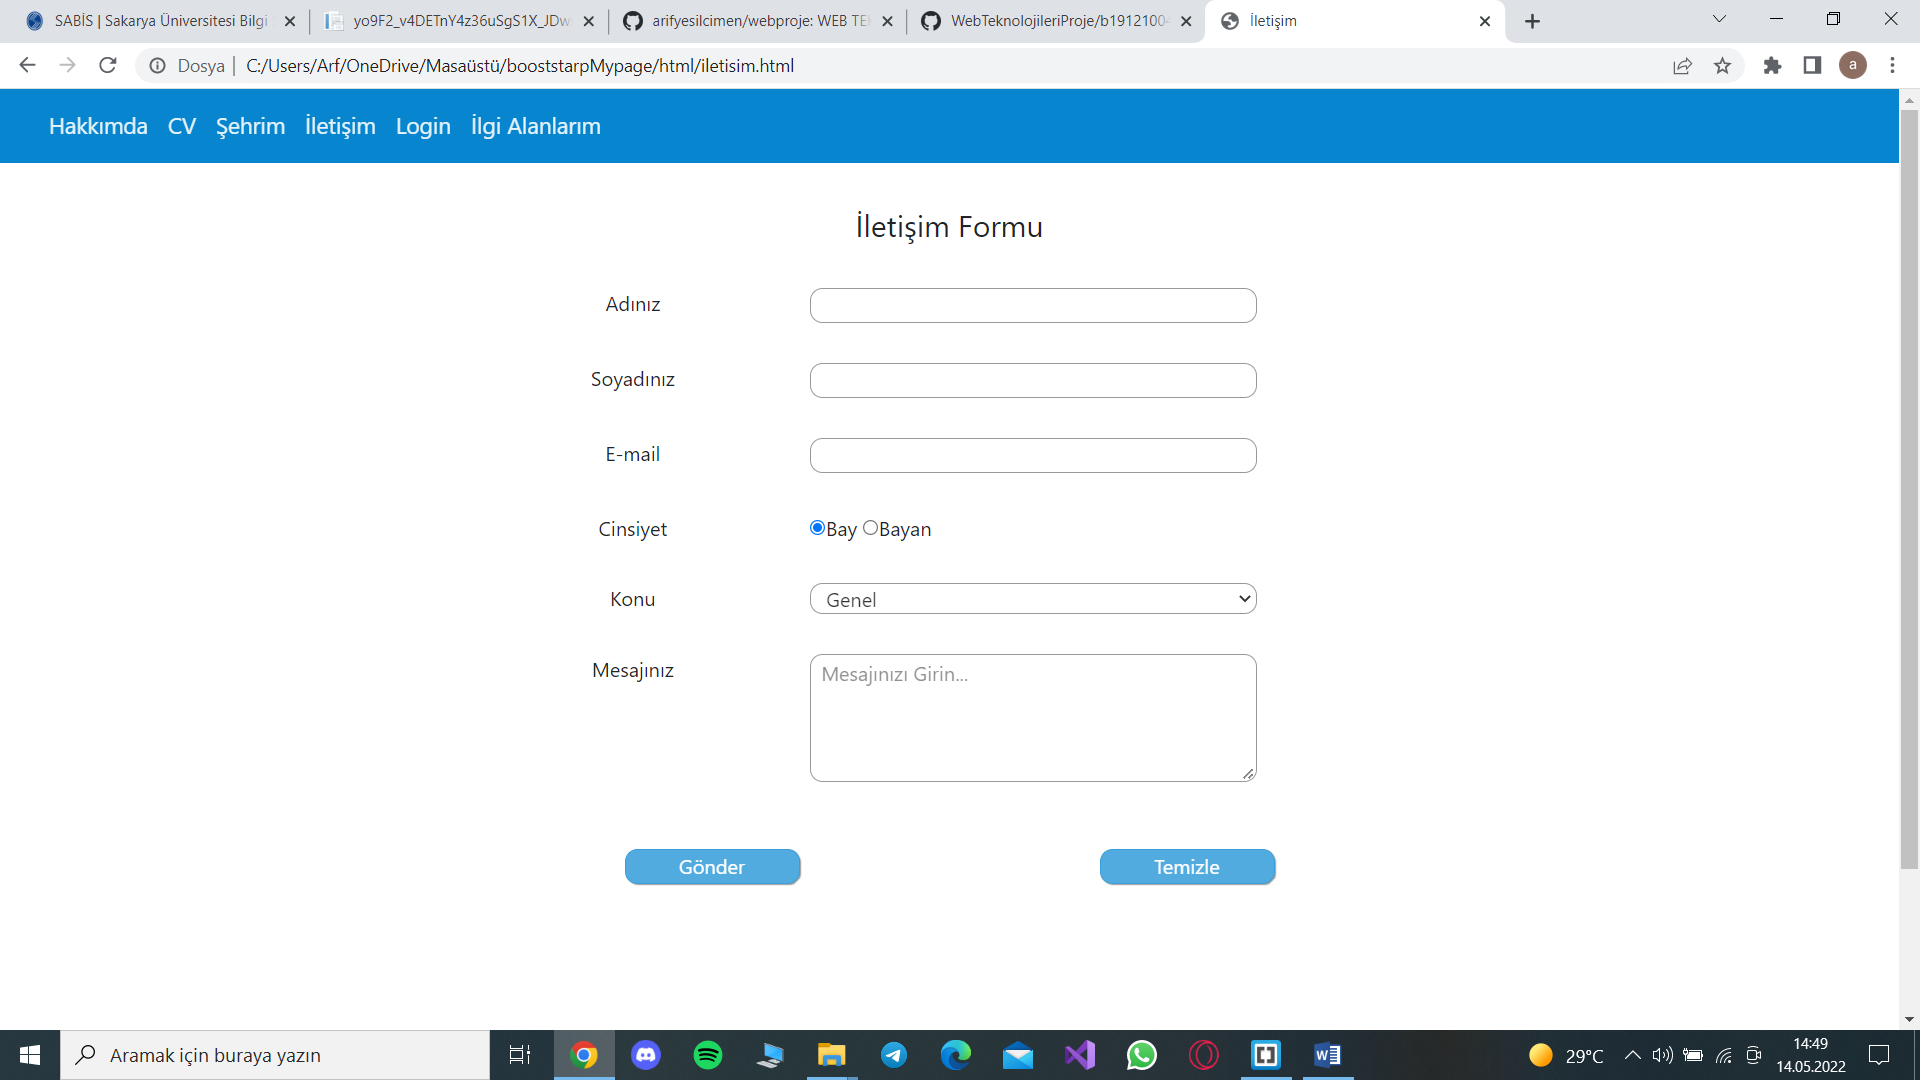 SABİS | Sakarya Üniversitesi Bilgi
yo9F2_v4DETnY4z36uSgS1X_JDw
arifyesilcimen/webproje: WEB TEK
WebTeknolojileriProje/b19121004
İletişim
Dosya
C:/Users/Arf/OneDrive/Masaüstü/booststarpMypage/html/iletisim.html
a
Hakkımda CV Şehrim İletişim Login İlgi Alanlarım
İletişim Formu
Adınız
Soyadınız
E-mail
Cinsiyet Bay Bayan
Konu Genel
Mesajınız Mesajınızı Girin...
Gönder Temizle
Aramak için buraya yazın
29°C
14:49
14.05.2022